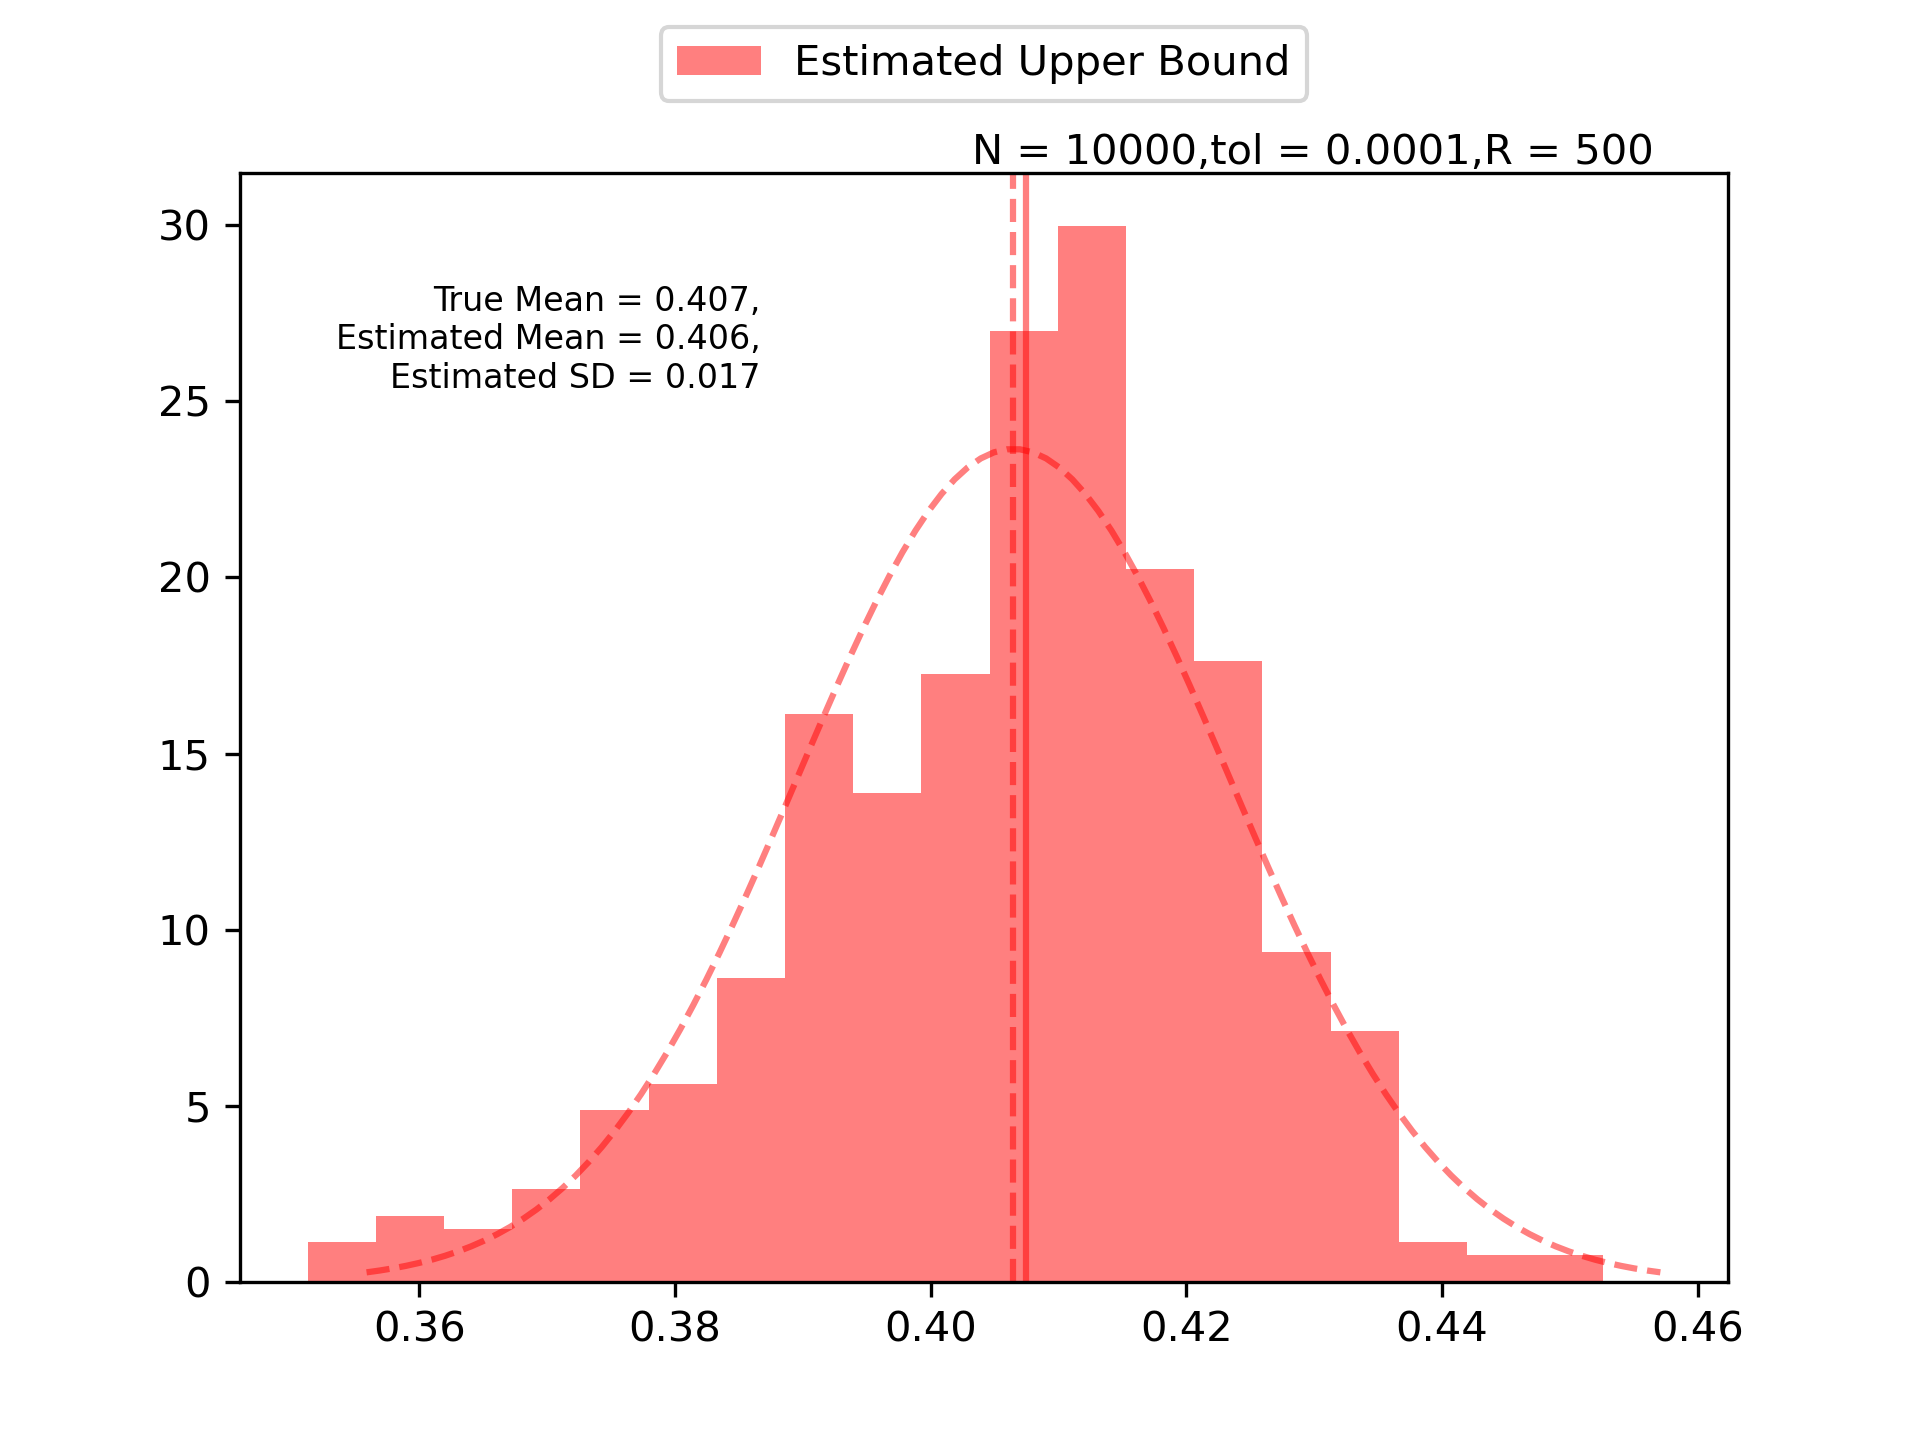 Estimated Upper Bound
N = 10000,tol = 0.0001,R = 500
True Mean = 0.407,
Estimated Mean = 0.406,
Estimated SD = 0.017
30
25
20
15
10
5
0
0.36 0.38 0.40 0.42 0.44 0.46